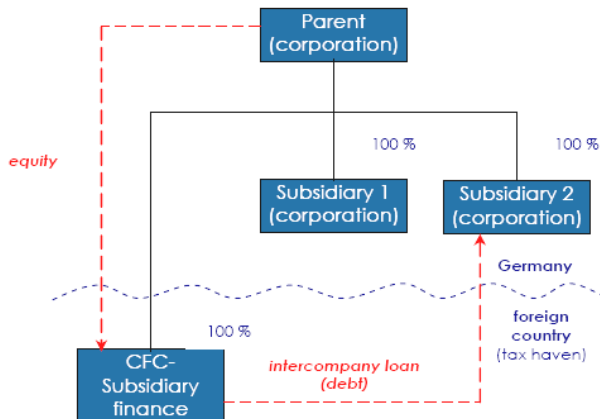 Parent
(corporation)
equity
100 %
100 %
Subsidiary 1
(corporation)
Subsidiary 2
(corporation)
Germany
foreign
country
(tax haven)
100 %
CFC-
Subsidiary
finance
intercompany loan
(debt)